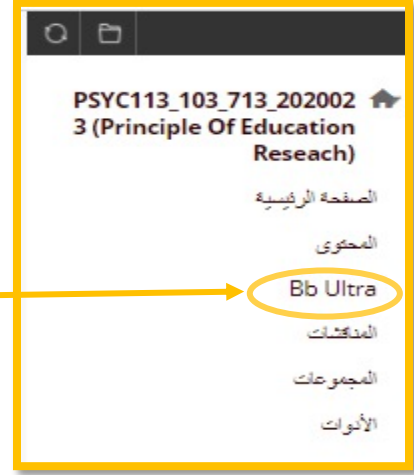 PSYC113_103_713_202002
3 (Principle Of Education
Reseach)
الصفحة الرئيسية
المحتوى
Bb Ultra
المناقشات
المجموعات
الأدوات